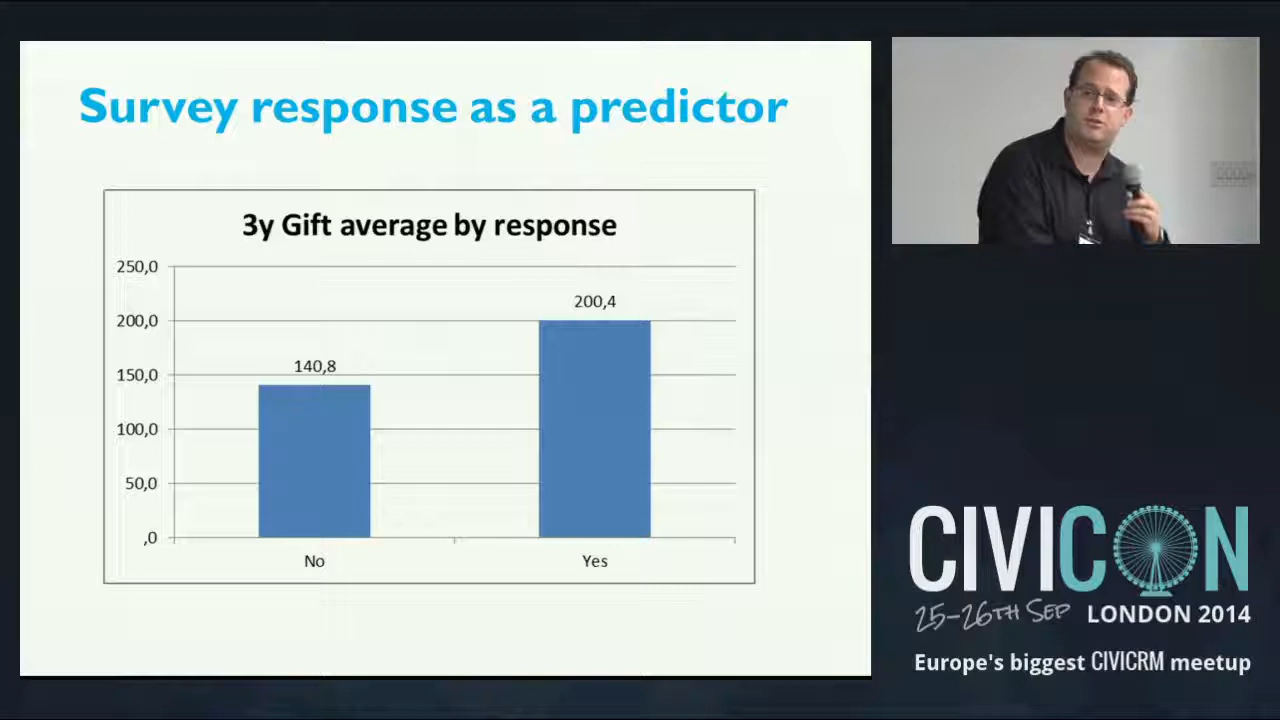 Survey response as a predictor
3y Gift average by response
250,0
200,0
150,0
100,0
50,0
,0
140,8
200,4
No
Yes
CIVICON
25-26TH SEP LONDON 2014
Europe's biggest CIVICRM meetup